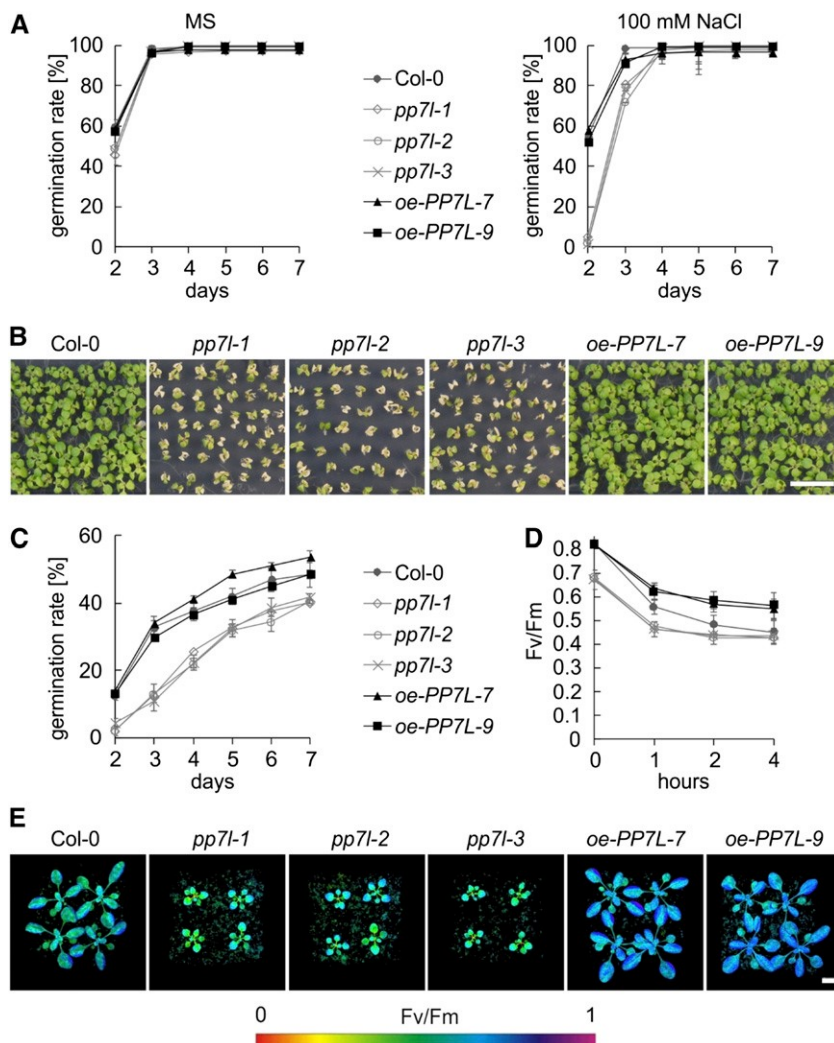 A
MS
100 mM NaCl
germination rate [%]
100
80
60
40
20
0
2 3 4 5 6 7
days
Col-0
pp7l-1
pp7l-2
pp7l-3
oe-PP7L-7
oe-PP7L-9
germination rate [%]
100
80
60
40
20
0
2 3 4 5 6 7
days
B
Col-0 pp7l-1 pp7l-2 pp7l-3 oe-PP7L-7 oe-PP7L-9
C
germination rate [%]
60
40
20
0
2 3 4 5 6 7
days
Col-0
pp7l-1
pp7l-2
pp7l-3
oe-PP7L-7
oe-PP7L-9
D
Fv/Fm
0.8
0.7
0.6
0.5
0.4
0.3
0.2
0.1
0
0 1 2 4
hours
E
Col-0 pp7l-1 pp7l-2 pp7l-3 oe-PP7L-7 oe-PP7L-9
0 Fv/Fm 1